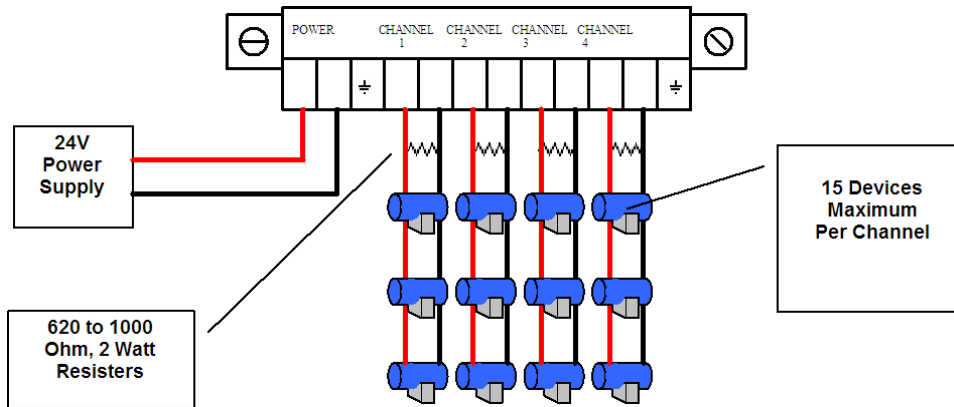 POWER CHANNEL CHANNEL CHANNEL CHANNEL
1 2 3 4
24V
Power
Supply
15 Devices
Maximum
Per Channel
620 to 1000
Ohm, 2 Watt
Resisters